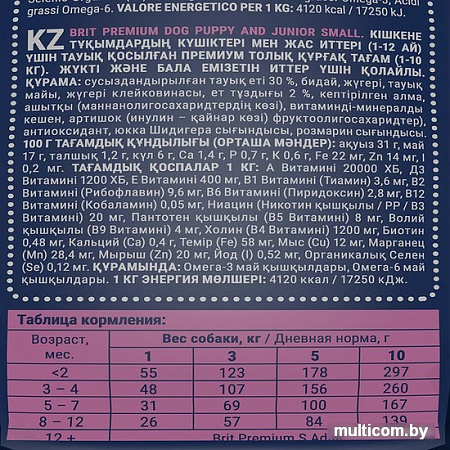 grassi Omega-6. VALORE ENERGETICO PER 1 KG: 4120 kcal / 17250 kJ.
KZ BRIT PREMIUM DOG PUPPY AND JUNIOR SMALL. КІШКЕНЕ
ТҰҚЫМДАРДЫҢ КҮШІКТЕРІ МЕН ЖАС ИТТЕРІ (1-12 АЙ)
ҮШІН ТАУЫҚ ҚОСЫЛҒАН ПРЕМИУМ ТОЛЫҚ ҚҰРҒАҚ ТАҒАМ (1-10
КГ). ЖҮКТІ ЖӘНЕ БАЛА ЕМІЗЕТІН ИТТЕР ҮШІН ҚОЛАЙЛЫ.
ҚҰРАМА: сусыздандырылған тауық еті 30 %, бидай, жүгері, тауық
майы, жүгері клейковинасы, ет тұздығы 2 %, кептірілген алма,
ашытқы (маннанолигосахаридтердің көзі), витаминді-минералды
кешен, артишок (инулин – қайнар көзі) фруктоолигосахаридтер),
антиоксидант, юкка Шидигера сығындысы, розмарин сығындысы.
100 Г ТАҒАМДЫҚ ҚҰНДЫЛЫҒЫ (ОРТАША МӘНДЕР): ақуыз 31 г, май
17 г, талшық 1,2 г, күл 6 г, Ca 1,4 г, P 0,7 г, K 0,6 г, Fe 22 мг, Zn 14 мг, I
0,2 мг. ТАҒАМДЫҚ ҚОСПАЛАР 1 КГ: А Витамині 20000 ХБ, Д3
Витамині 1200 ХБ, Е Витамині 400 мг, В1 Витамині (Тиамин) 3,6 мг, В2
Витамині (Рибофлавин) 9,6 мг, В6 Витамині (Пиридоксин) 2,8 мг, В12
Витамині (Кобаламин) 0,05 мг, Ниацин (Никотин қышқылы / РР / В3
Витамині) 20 мг, Пантотен қышқылы (В5 Витамині) 8 мг, Волий
қышқылы (В9 Витамині) 4 мг, Холин (В4 Витамині) 1200 мг, Биотин
0,48 мг, Кальций (Ca) 0,4 г, Темір (Fe) 58 мг, Мыс (Cu) 12 мг, Марганец
(Mn) 28,4 мг, Мырыш (Zn) 20 мг, Йод (I) 0,52 мг, Органикалық Селен
(Se) 0,12 мг. ҚҰРАМЫНДА: Омега-3 май қышқылдары, Омега-6 май
қышқылдары. 1 КГ ЭНЕРГИЯ МӨЛШЕРІ: 4120 ккал / 17250 кДж.
Таблица кормления:
Возраст, мес. Вес собаки, кг / Дневная норма, г
1 3 5 10
<2 55 123 178 297
3 – 4 48 107 156 260
5 – 7 31 69 100 167
8 – 12 26 57 84 139
12 + Brit Premium S Ad
multicom.by